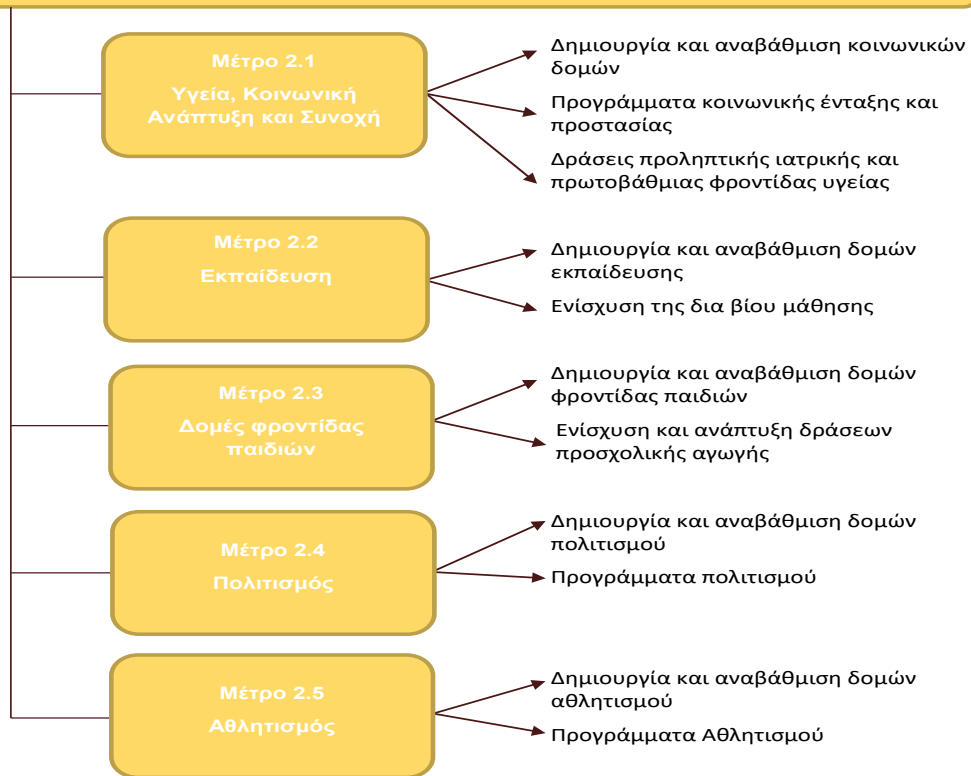 Μέτρο 2.1
Υγεία, Κοινωνική
Ανάπτυξη και Συνοχή
Δημιουργία και αναβάθμιση κοινωνικών
δομών
Προγράμματα κοινωνικής ένταξης και
προστασίας
Δράσεις προληπτικής ιατρικής και
πρωτοβάθμιας φροντίδας υγείας
Μέτρο 2.2
Εκπαίδευση
Δημιουργία και αναβάθμιση δομών
εκπαίδευσης
Ενίσχυση της δια βίου μάθησης
Μέτρο 2.3
Δομές φροντίδας
παιδιών
Δημιουργία και αναβάθμιση δομών
φροντίδας παιδιών
Ενίσχυση και ανάπτυξη δράσεων
προσχολικής αγωγής
Μέτρο 2.4
Πολιτισμός
Δημιουργία και αναβάθμιση δομών
πολιτισμού
Προγράμματα πολιτισμού
Μέτρο 2.5
Αθλητισμός
Δημιουργία και αναβάθμιση δομών
αθλητισμού
Προγράμματα Αθλητισμού